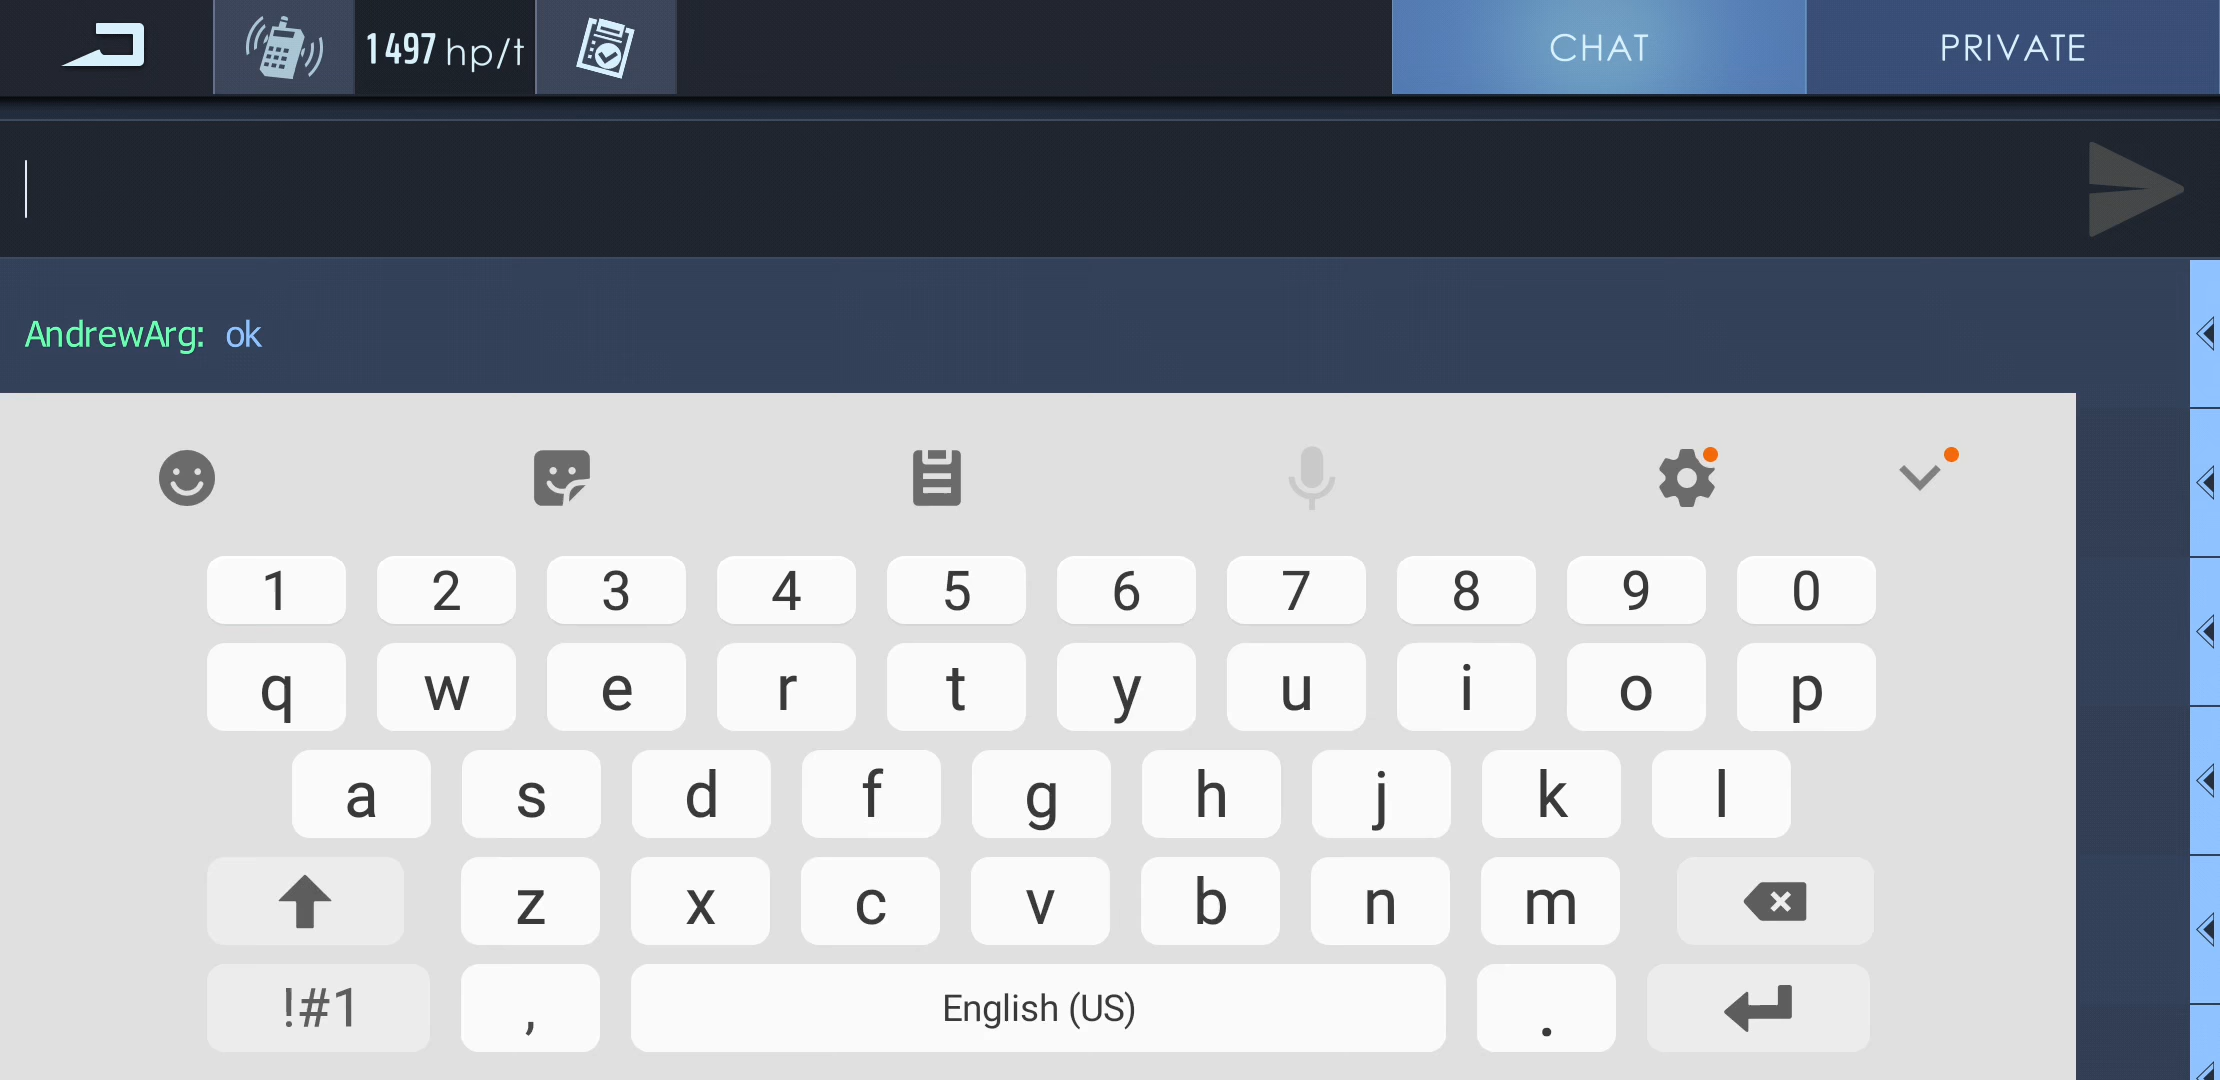 1497 hp/t
CHAT
PRIVATE
AndrewArg: ok
1 2 3 4 5 6 7 8 9 0
q w e r t y u i o p
a s d f g h j k l
z x c v b n m
!#1 , English (US) .